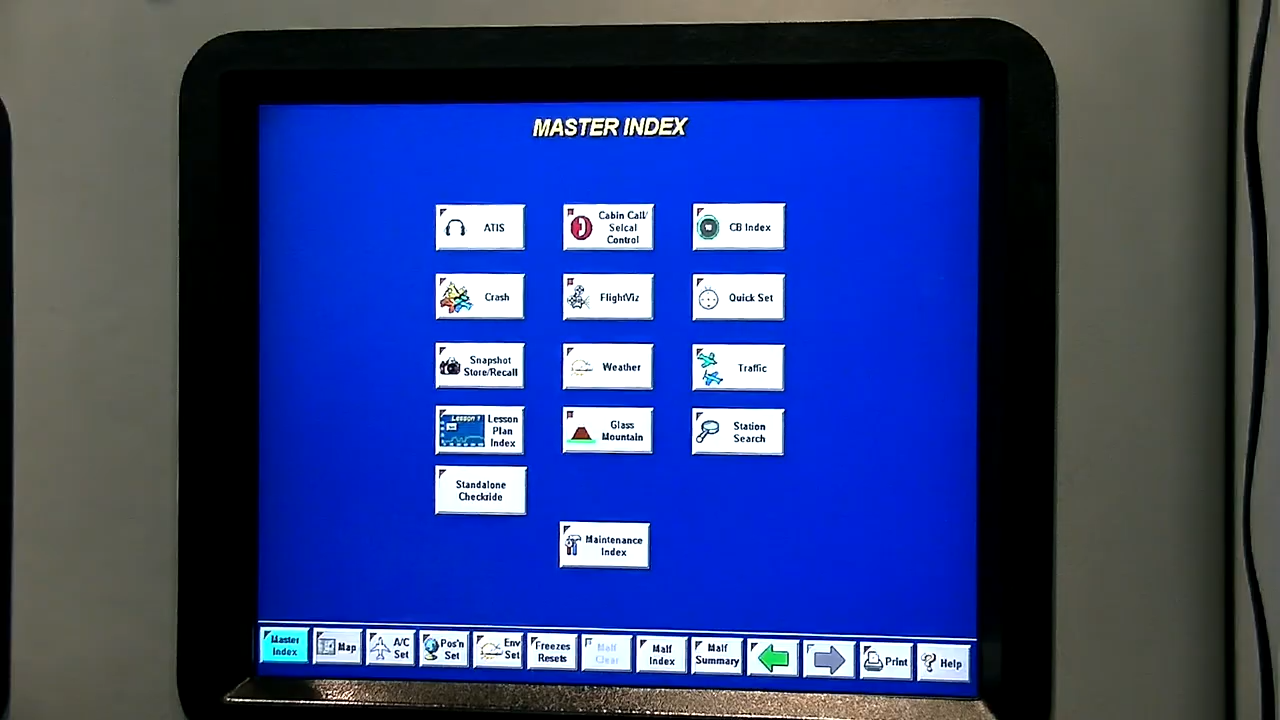 MASTER INDEX
ATIS
Cabin Call/
Selcal
Control
CB Index
Crash
FlightViz
Quick Set
Snapshot
Store/Recall
Weather
Traffic
Lesson 1
Lesson
Plan
Index
Glass
Mountain
Station
Search
Standalone
Checkride
Maintenance
Index
Master
Index
Map
A/C
Set
Pos'n
Set
Env
Set
Freezes
Resets
Malf
Clear
Malf
Index
Malf
Summary
Print
Help